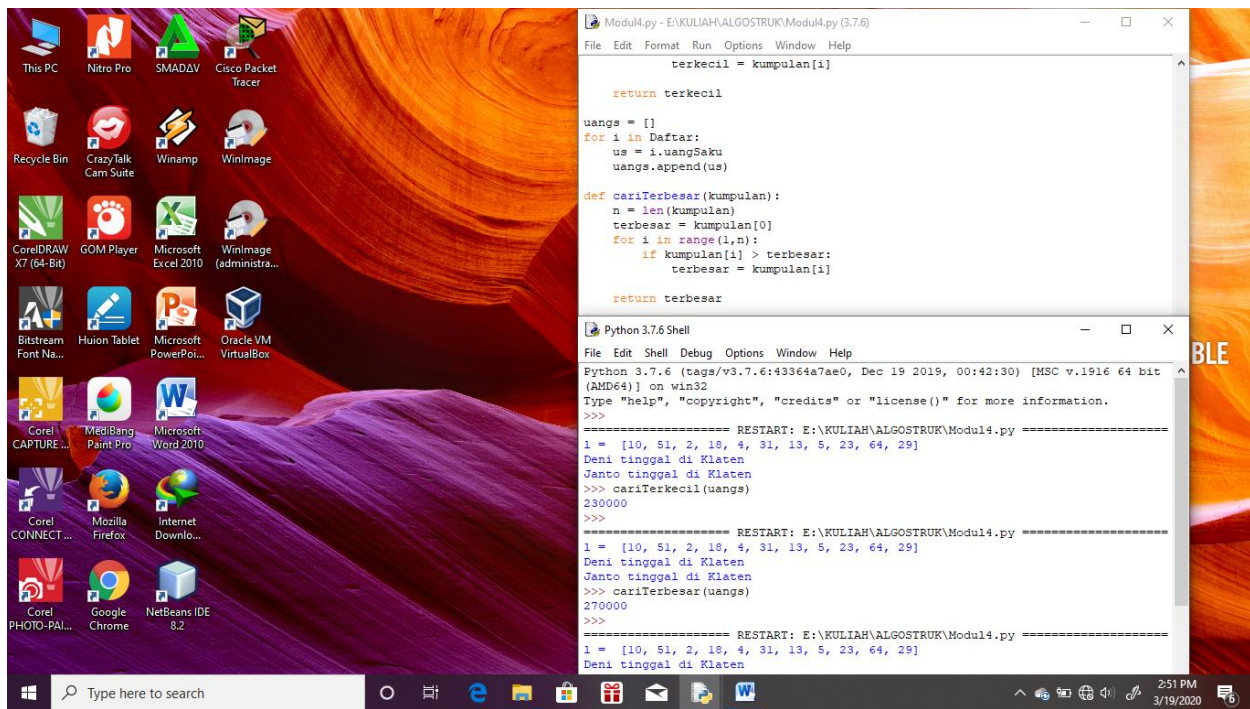 This PC
Nitro Pro
SMADΔV
Cisco Packet
Tracer
Recycle Bin
CrazyTalk
Cam Suite
Winamp
WinImage
CorelDRAW
X7 (64-Bit)
GOM Player
Microsoft
Excel 2010
WinImage
(administra...
Bitstream
Font Na...
Huion Tablet
Microsoft
PowerPoi...
Oracle VM
VirtualBox
Corel
CAPTURE ...
MediBang
Paint Pro
Microsoft
Word 2010
Corel
CONNECT ...
Mozilla
Firefox
Internet
Downlo...
Corel
PHOTO-PAI...
Google
Chrome
NetBeans IDE
8.2
Modul4.py - E:\KULIAH\ALGOSTRUK\Modul4.py (3.7.6)
File Edit Format Run Options Window Help
            terkecil = kumpulan[i]
    return terkecil
uangs = []
for i in Daftar:
    us = i.uangSaku
    uangs.append(us)
def cariTerbesar(kumpulan):
    n = len(kumpulan)
    terbesar = kumpulan[0]
    for i in range(1,n):
        if kumpulan[i] > terbesar:
            terbesar = kumpulan[i]
    return terbesar
Python 3.7.6 Shell
File Edit Shell Debug Options Window Help
Python 3.7.6 (tags/v3.7.6:43364a7ae0, Dec 19 2019, 00:42:30) [MSC v.1916 64 bit
(AMD64)] on win32
Type "help", "copyright", "credits" or "license()" for more information.
>>>
==================== RESTART: E:\KULIAH\ALGOSTRUK\Modul4.py ====================
l =  [10, 51, 2, 18, 4, 31, 13, 5, 23, 64, 29]
Deni tinggal di Klaten
Janto tinggal di Klaten
>>> cariTerkecil(uangs)
230000
>>>
==================== RESTART: E:\KULIAH\ALGOSTRUK\Modul4.py ====================
l =  [10, 51, 2, 18, 4, 31, 13, 5, 23, 64, 29]
Deni tinggal di Klaten
Janto tinggal di Klaten
>>> cariTerbesar(uangs)
270000
>>>
==================== RESTART: E:\KULIAH\ALGOSTRUK\Modul4.py ====================
l =  [10, 51, 2, 18, 4, 31, 13, 5, 23, 64, 29]
Deni tinggal di Klaten
BLE
Type here to search
2:51 PM
3/19/2020
6